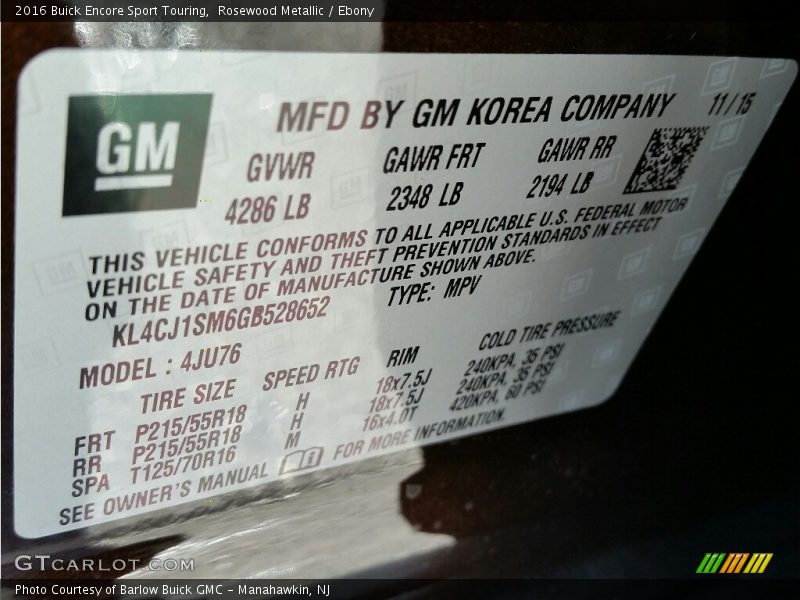 2016 Buick Encore Sport Touring,  Rosewood Metallic / Ebony
GM
MFD BY GM KOREA COMPANY 11/15
GVWR GAWR FRT GAWR RR
4286 LB 2348 LB 2194 LB
THIS VEHICLE CONFORMS TO ALL APPLICABLE U.S. FEDERAL MOTOR
VEHICLE SAFETY AND THEFT PREVENTION STANDARDS IN EFFECT
ON THE DATE OF MANUFACTURE SHOWN ABOVE.
KL4CJ1SM6GB528652 TYPE: MPV
MODEL : 4JU76
TIRE SIZE SPEED RTG RIM COLD TIRE PRESSURE
FRT P215/55R18 H 18x7.5J 240KPA, 35 PSI
RR P215/55R18 H 18x7.5J 240KPA, 35 PSI
SPA T125/70R16 M 16x4.0T 420KPA, 60 PSI
SEE OWNER'S MANUAL FOR MORE INFORMATION.
GTCARLOT.COM
Photo Courtesy of Barlow Buick GMC – Manahawkin, NJ